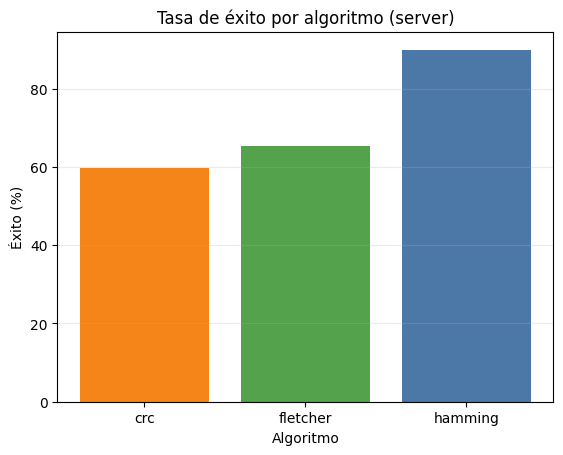 Tasa de éxito por algoritmo (server)
Éxito (%)
80
60
40
20
0
crc
fletcher
hamming
Algoritmo